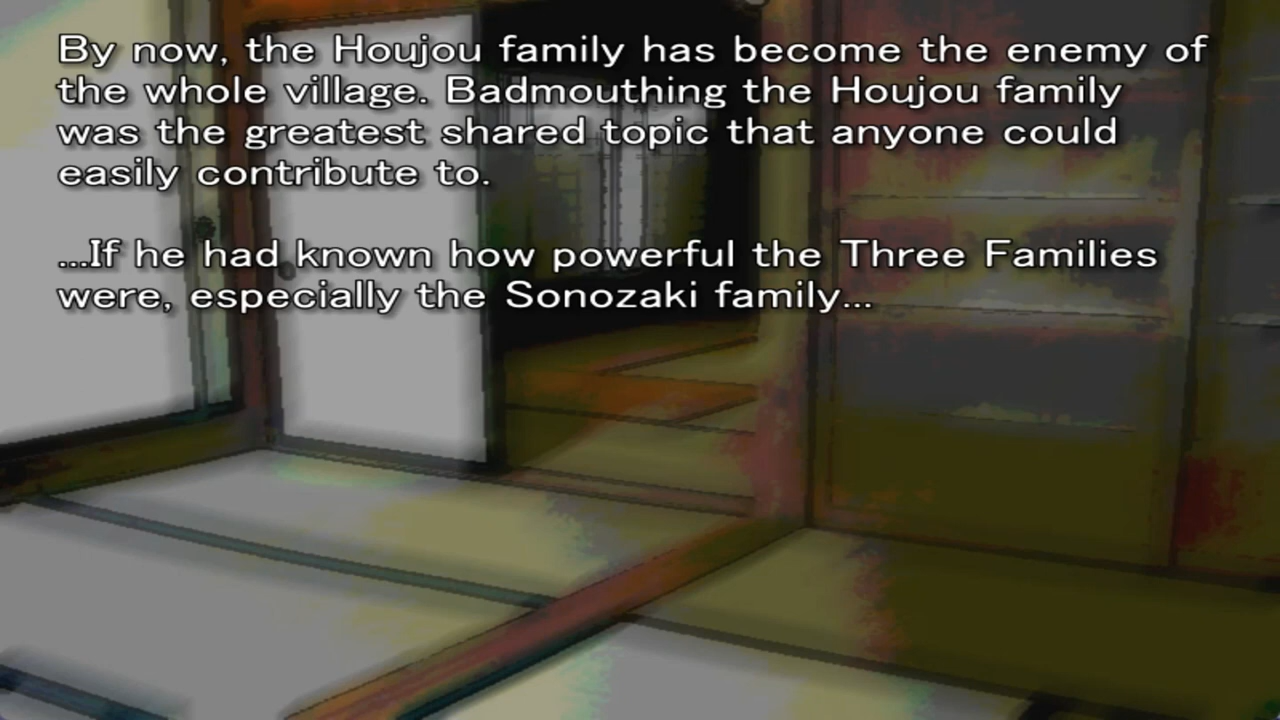 By now, the Houjou family has become the enemy of
the whole village. Badmouthing the Houjou family
was the greatest shared topic that anyone could
easily contribute to.
...If he had known how powerful the Three Families
were, especially the Sonozaki family...